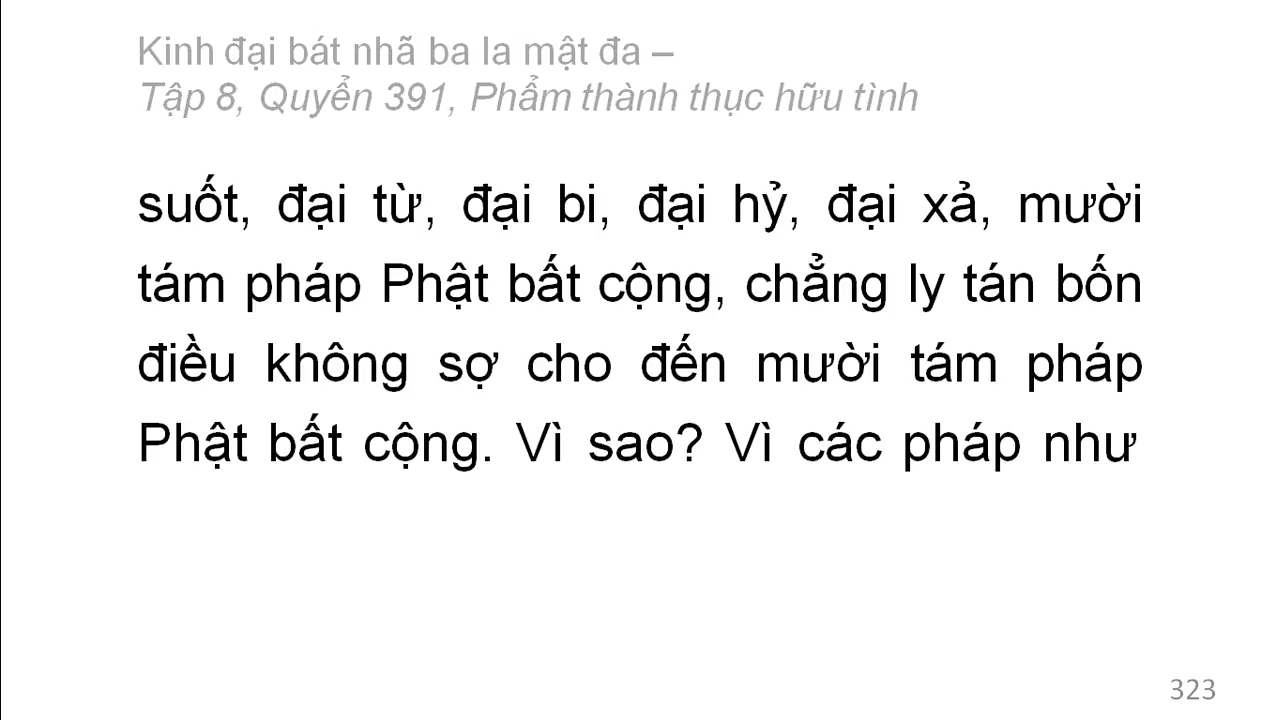 Kinh đại bát nhã ba la mật đa –
Tập 8, Quyển 391, Phẩm thành thục hữu tình
suốt, đại từ, đại bi, đại hỷ, đại xả, mười
tám pháp Phật bất cộng, chẳng ly tán bốn
điều không sợ cho đến mười tám pháp
Phật bất cộng. Vì sao? Vì các pháp như
323